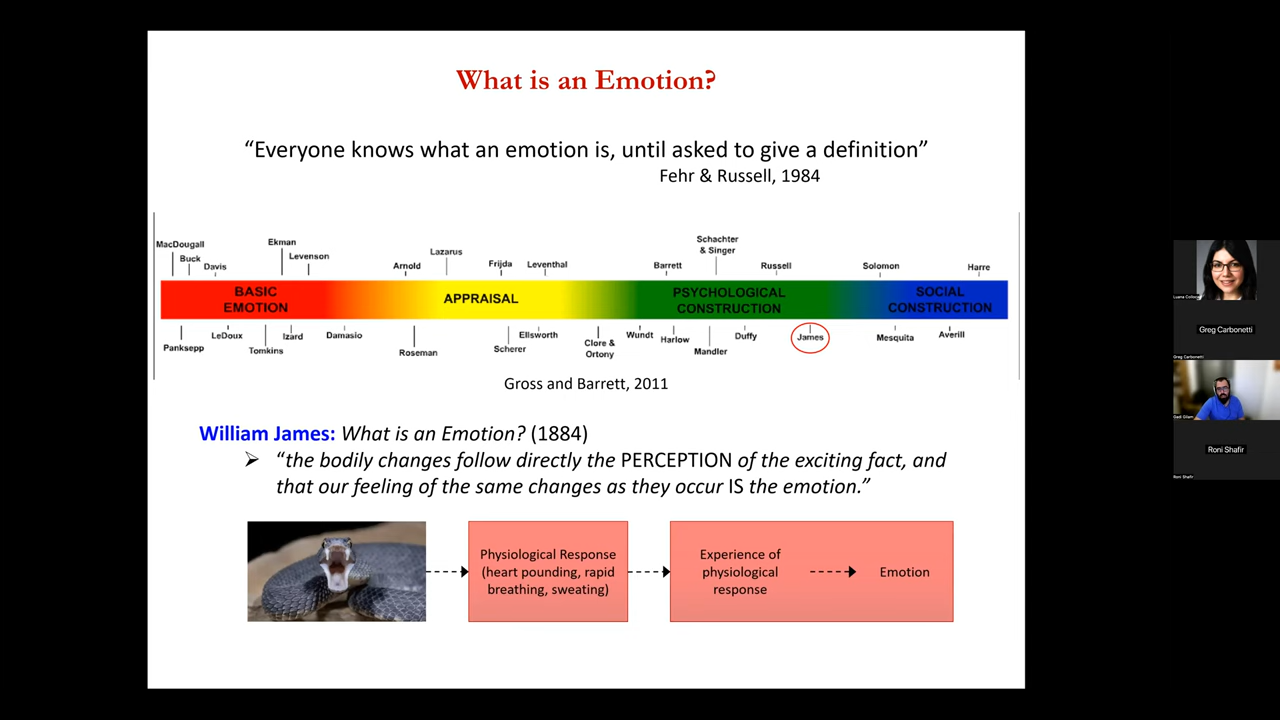 What is an Emotion?
“Everyone knows what an emotion is, until asked to give a definition”
Fehr & Russell, 1984
MacDougall
Buck
Davis
Ekman
Levenson
Arnold
Lazarus
Frijda
Leventhal
Barrett
Schachter
& Singer
Russell
Solomon
Harre
BASIC
EMOTION
APPRAISAL
PSYCHOLOGICAL
CONSTRUCTION
SOCIAL
CONSTRUCTION
Panksepp
LeDoux
Tomkins
Izard
Damasio
Roseman
Scherer
Ellsworth
Clore &
Ortony
Wundt
Harlow
Mandler
Duffy
James
Mesquita
Averill
Gross and Barrett, 2011
William James: What is an Emotion? (1884)
“the bodily changes follow directly the PERCEPTION of the exciting fact, and
that our feeling of the same changes as they occur IS the emotion.”
Physiological Response
(heart pounding, rapid
breathing, sweating)
Experience of
physiological
response
Emotion
Greg Carbonetti
Greg Carbonetti
Roni Shafir
Roni Shafir